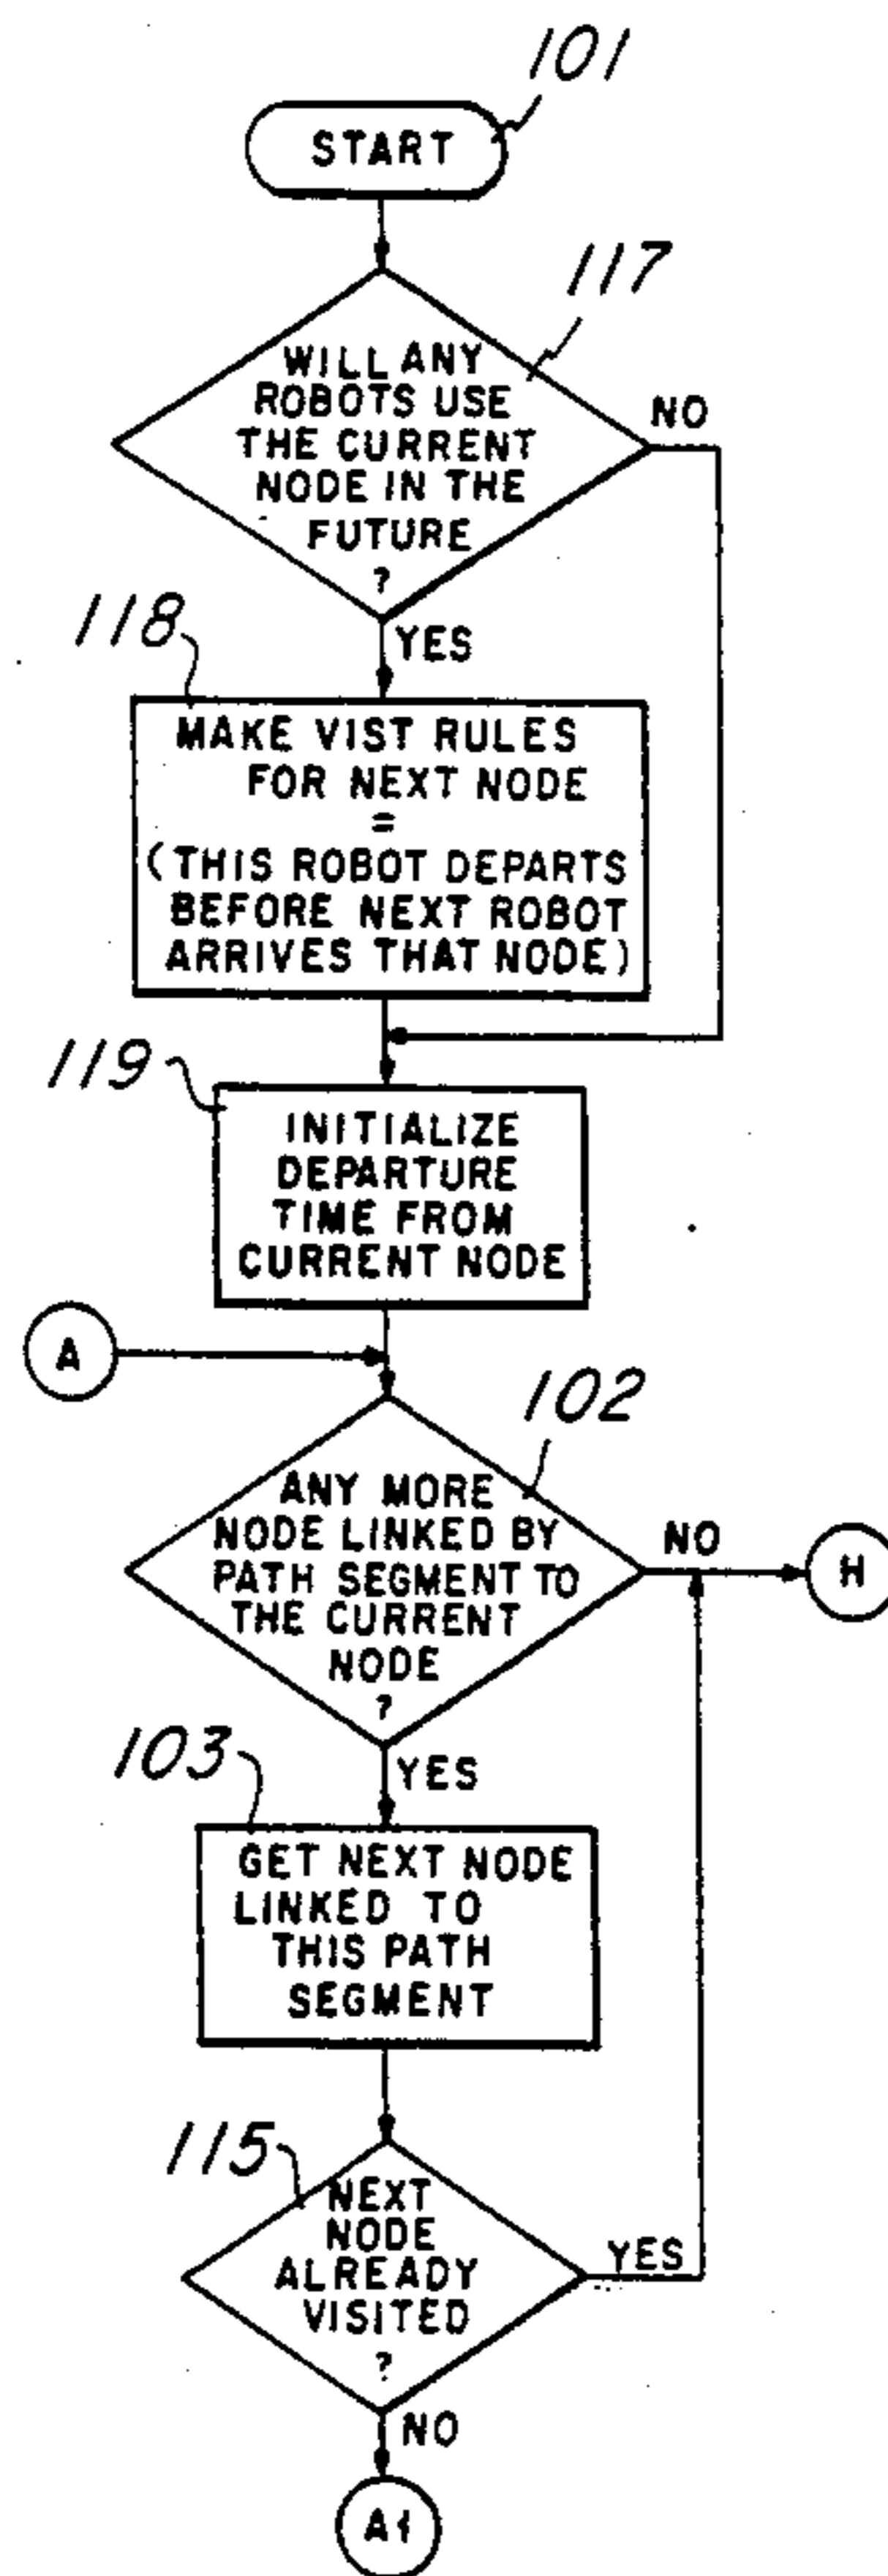 101
START
117
WILL ANY
ROBOTS USE
THE CURRENT
NODE IN THE
FUTURE
?
NO
118
YES
MAKE VIST RULES
FOR NEXT NODE
=
(THIS ROBOT DEPARTS
BEFORE NEXT ROBOT
ARRIVES THAT NODE)
119
INITIALIZE
DEPARTURE
TIME FROM
CURRENT NODE
A
102
ANY MORE
NODE LINKED BY
PATH SEGMENT TO
THE CURRENT
NODE
?
NO
H
103
YES
GET NEXT NODE
LINKED TO
THIS PATH
SEGMENT
115
NEXT
NODE
ALREADY
VISITED
?
YES
NO
A1